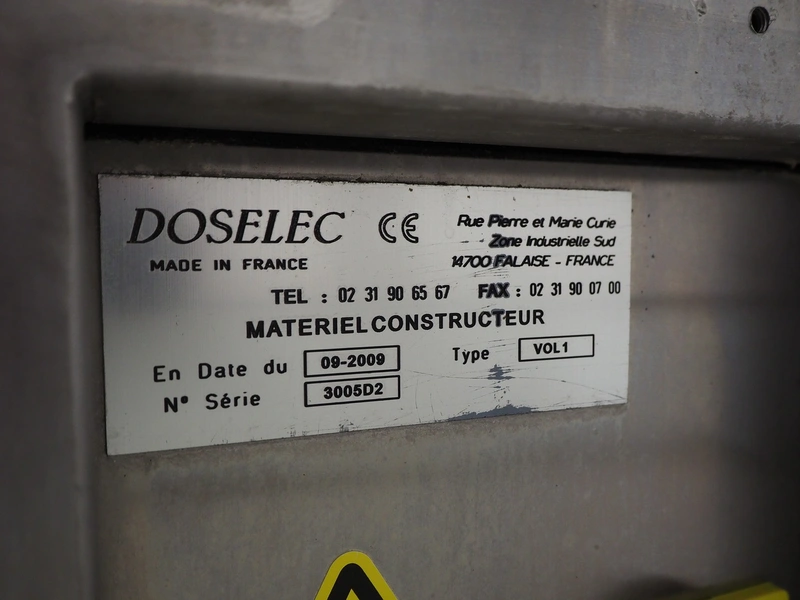 DOSELEC CE
MADE IN FRANCE
Rue Pierre et Marie Curie
Zone Industrielle Sud
14700 FALAISE - FRANCE
TEL : 02 31 90 65 67 FAX : 02 31 90 07 00
MATERIEL CONSTRUCTEUR
En Date du 09-2009 Type VOL1
N° Série 3005D2